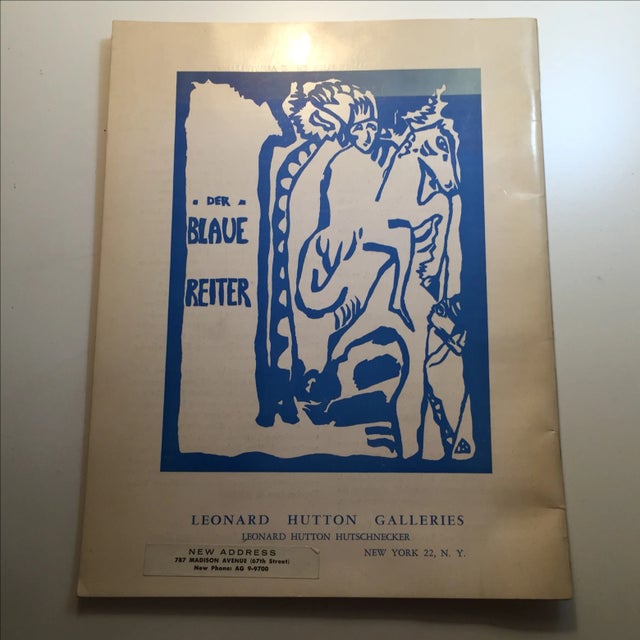 DER
BLAUE
REITER
LEONARD HUTTON GALLERIES
LEONARD HUTTON HUTSCHNECKER
NEW YORK 22, N. Y.
NEW ADDRESS
787 MADISON AVENUE (67th Street)
New Phone: AG 9-9700